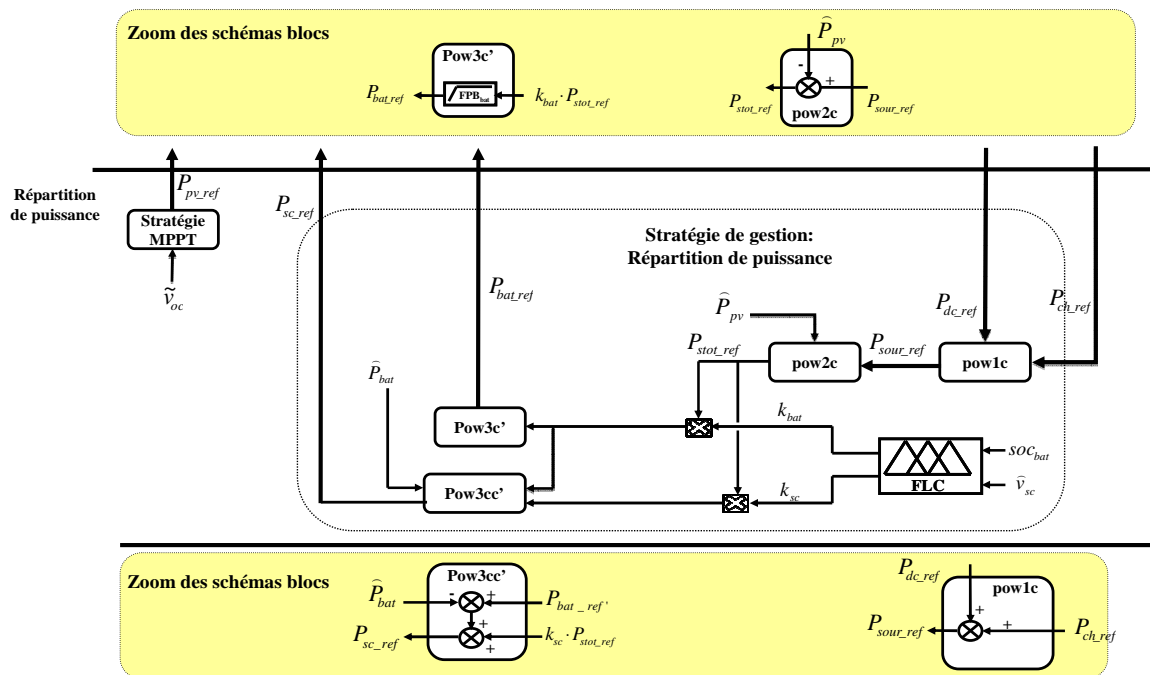 Zoom des schémas blocs
Pow3c’
P_bat_ref
FPB_bat
k_bat · P_stot_ref
P̂_pv
-
+
P_stot_ref
P_sour_ref
pow2c
Répartition
de puissance
P_pv_ref
Stratégie
MPPT
ṽ_oc
P_sc_ref
P_bat_ref
Stratégie de gestion:
Répartition de puissance
P_dc_ref
P_ch_ref
P̂_pv
P_stot_ref
pow2c
P_sour_ref
pow1c
P̂_bat
Pow3c’
k_bat
Pow3cc’
k_sc
FLC
soc_bat
v̂_sc
Zoom des schémas blocs
Pow3cc’
P̂_bat
-
+
P_bat_ref'
+
P_sc_ref
+
k_sc · P_stot_ref
P_dc_ref
pow1c
+
P_sour_ref
+
P_ch_ref